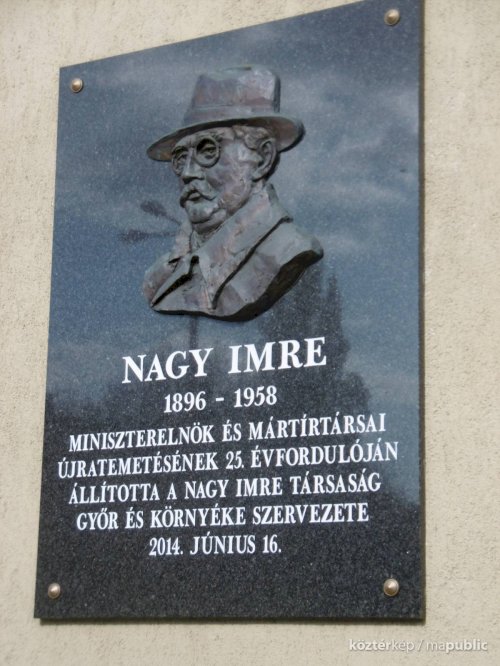 NAGY IMRE
1896 - 1958
MINISZTERELNÖK ÉS MÁRTÍRTÁRSAI
ÚJRATEMETÉSÉNEK 25. ÉVFORDULÓJÁN
ÁLLÍTOTTA A NAGY IMRE TÁRSASÁG
GYŐR ÉS KÖRNYÉKE SZERVEZETE
2014. JÚNIUS 16.
köztérkep / mapublic